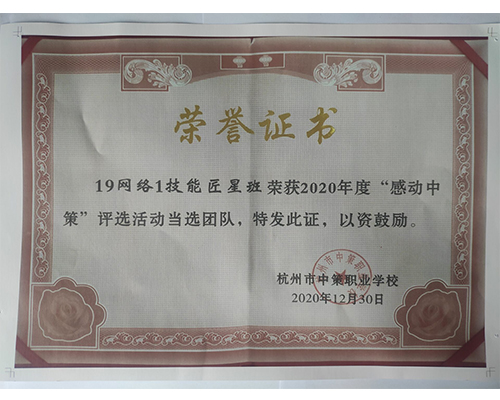 荣誉证书
19网络1技能匠星班荣获2020年度“感动中
策”评选活动当选团队，特发此证，以资鼓励。
杭州市中策职业学校
2020年12月30日